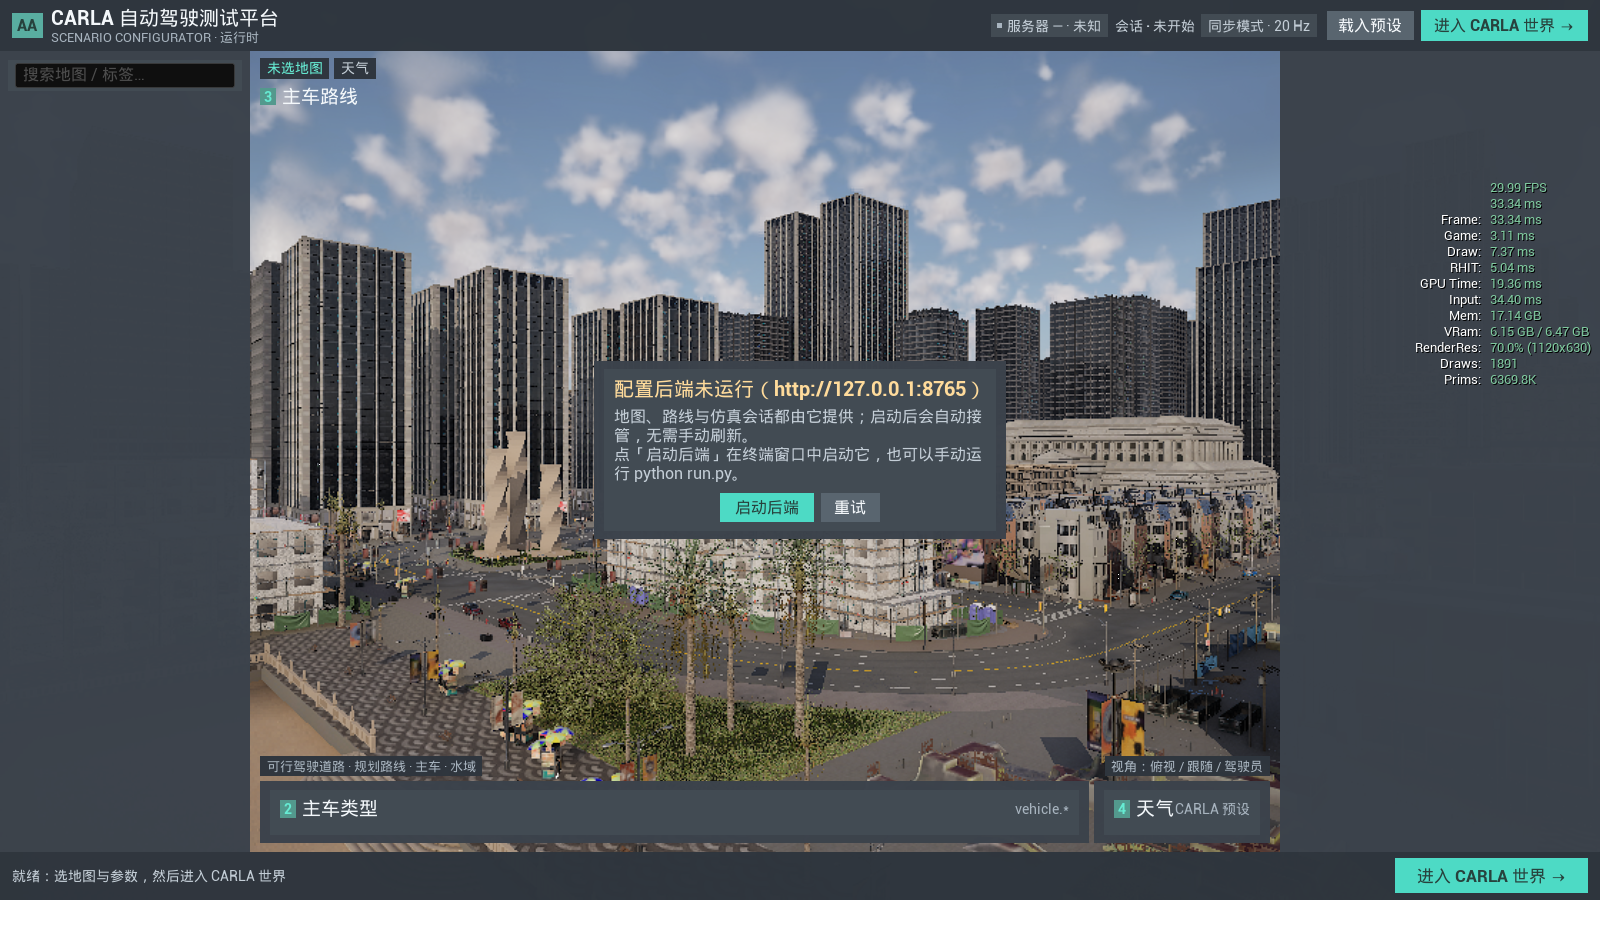 AA
CARLA 自动驾驶测试平台
SCENARIO CONFIGURATOR · 运行时
服务器 — · 未知
会话 · 未开始
同步模式 · 20 Hz
载入预设
进入 CARLA 世界 →
搜索地图 / 标签...
未选地图
天气
3 主车路线
29.99 FPS
33.34 ms
Frame: 33.34 ms
Game: 3.11 ms
Draw: 7.37 ms
RHIT: 5.04 ms
GPU Time: 19.36 ms
Input: 34.40 ms
Mem: 17.14 GB
VRam: 6.15 GB / 6.47 GB
RenderRes: 70.0% (1120x630)
Draws: 1891
Prims: 6369.8K
配置后端未运行（http://127.0.0.1:8765）
地图、路线与仿真会话都由它提供；启动后会自动接
管，无需手动刷新。
点「启动后端」在终端窗口中启动它，也可以手动运
行 python run.py。
启动后端
重试
可行驾驶道路 · 规划路线 · 主车 · 水域
视角：俯视 / 跟随 / 驾驶员
2 主车类型
vehicle.*
4 天气
CARLA 预设
就绪：选地图与参数，然后进入 CARLA 世界
进入 CARLA 世界 →